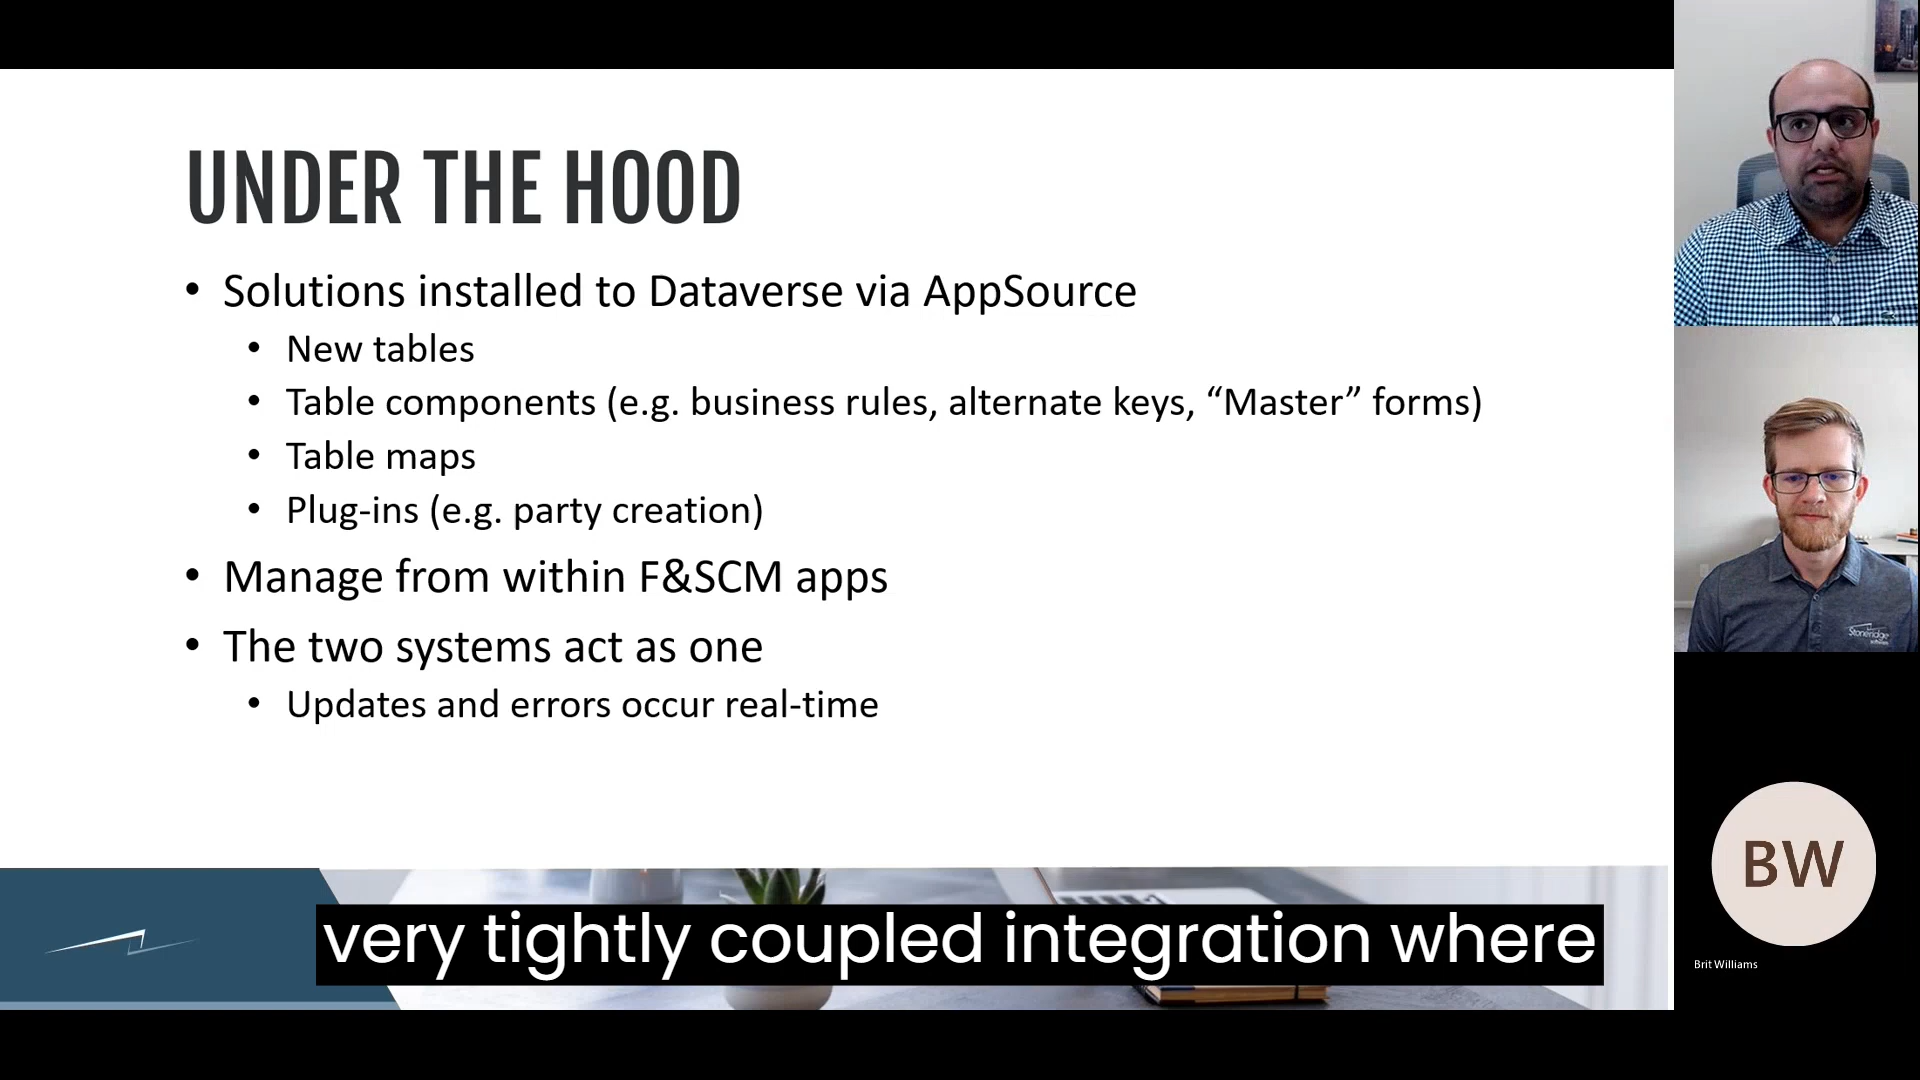 UNDER THE HOOD
• Solutions installed to Dataverse via AppSource
• New tables
• Table components (e.g. business rules, alternate keys, “Master” forms)
• Table maps
• Plug-ins (e.g. party creation)
• Manage from within F&SCM apps
• The two systems act as one
• Updates and errors occur real-time
very tightly coupled integration where
Stoneridge
Software
BW
Brit Williams